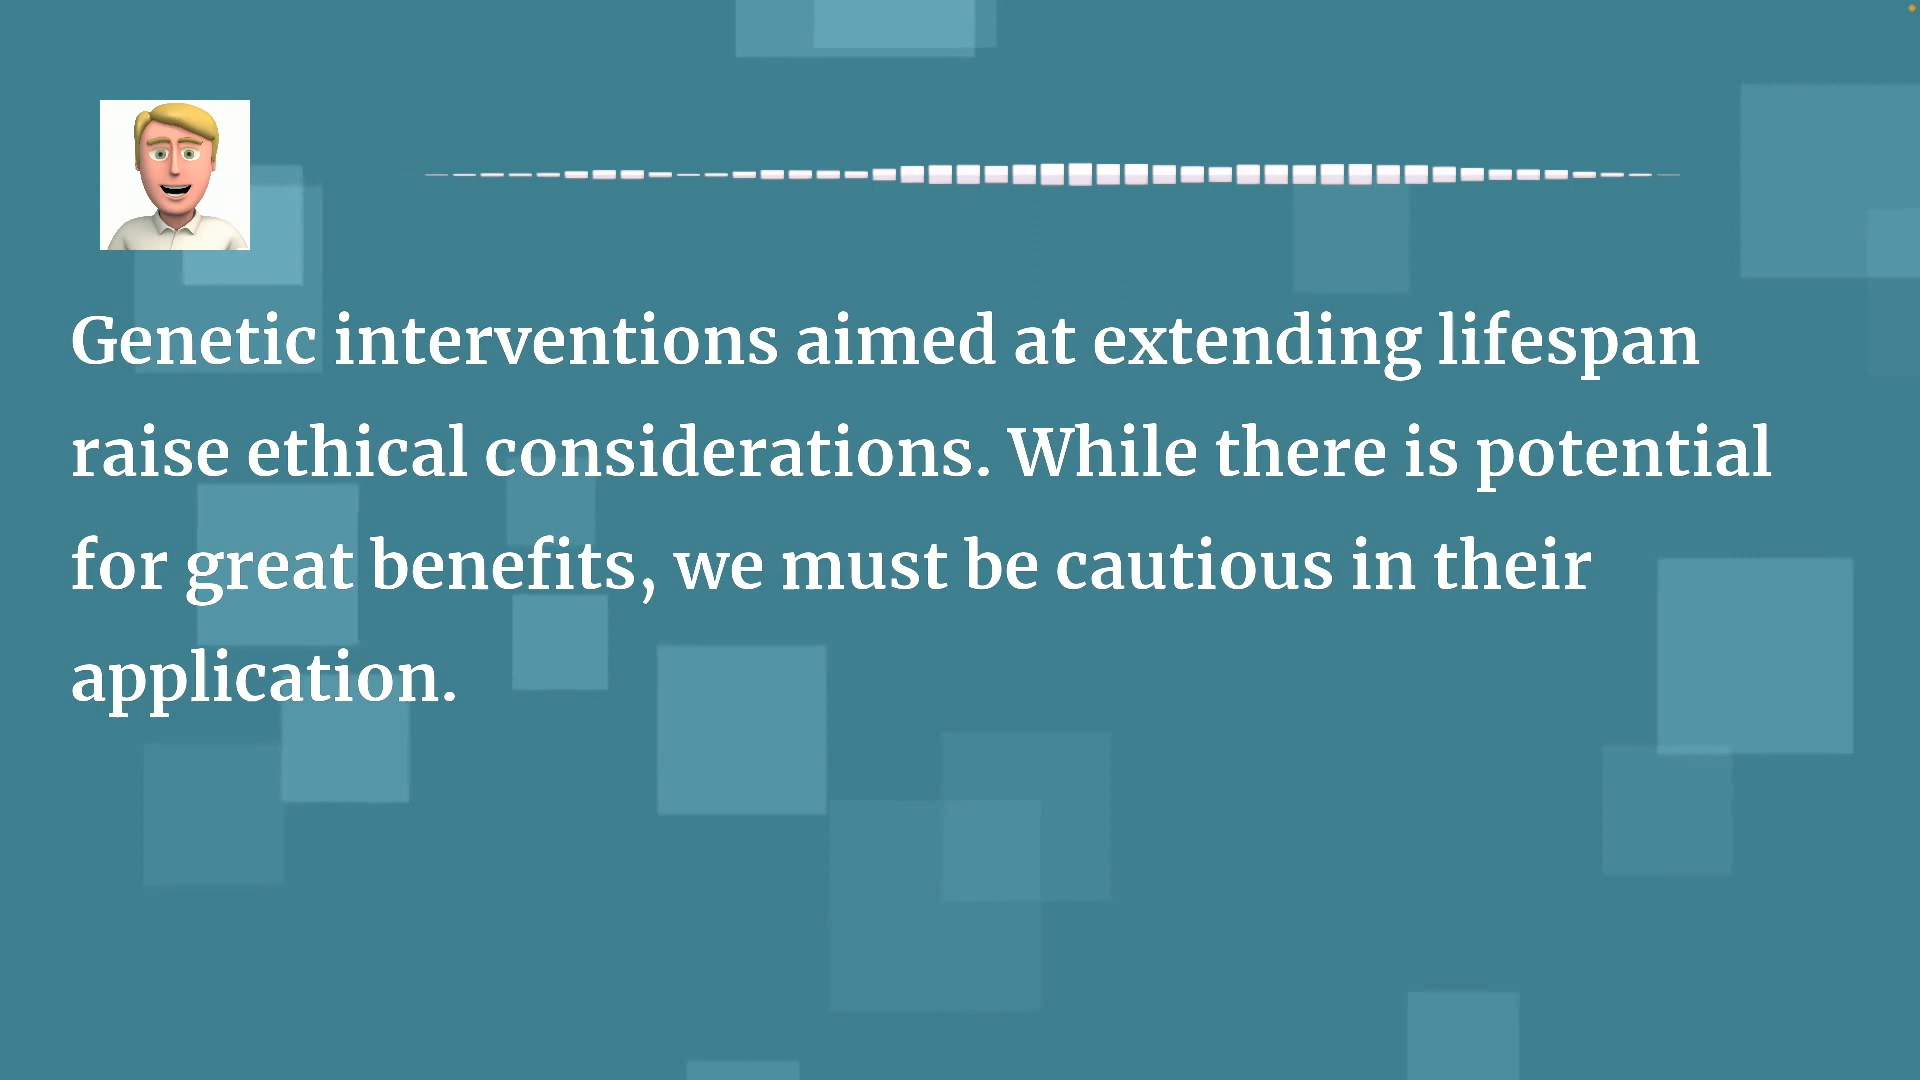 Genetic interventions aimed at extending lifespan
raise ethical considerations. While there is potential
for great benefits, we must be cautious in their
application.